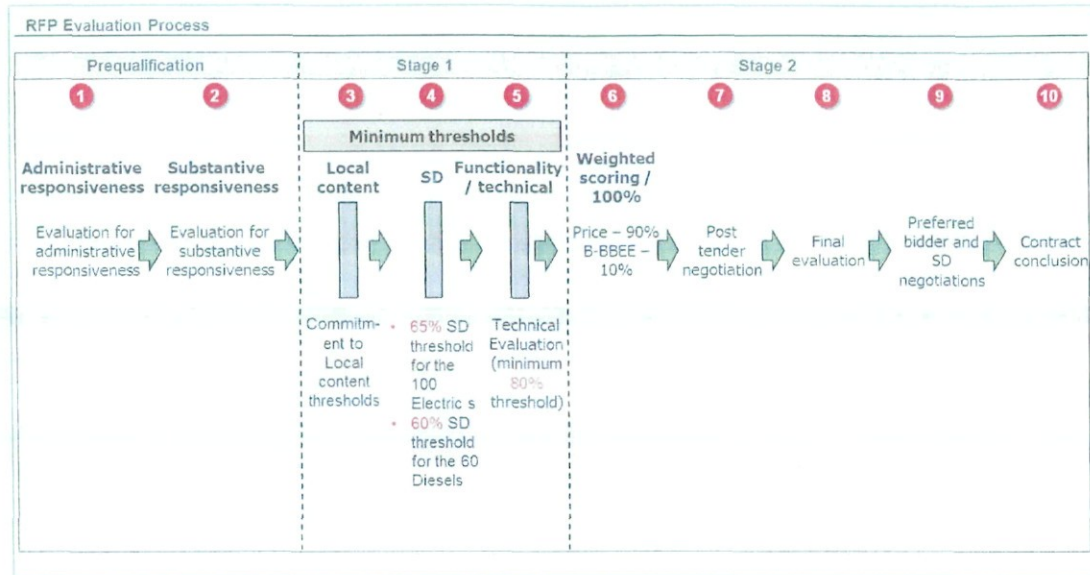 RFP Evaluation Process
Prequalification
Stage 1
Stage 2
1
2
3
4
5
6
7
8
9
10
Minimum thresholds
Administrative
responsiveness
Substantive
responsiveness
Local
content
SD
Functionality
/ technical
Weighted
scoring /
100%
Evaluation for
administrative
responsiveness
Evaluation for
substantive
responsiveness
Price – 90%
B-BBEE –
10%
Post
tender
negotiation
Final
evaluation
Preferred
bidder and
SD
negotiations
Contract
conclusion
Commitm-
ent to
Local
content
thresholds
• 65% SD
threshold
for the
100
Electric s
• 60% SD
threshold
for the 60
Diesels
Technical
Evaluation
(minimum
80%
threshold)